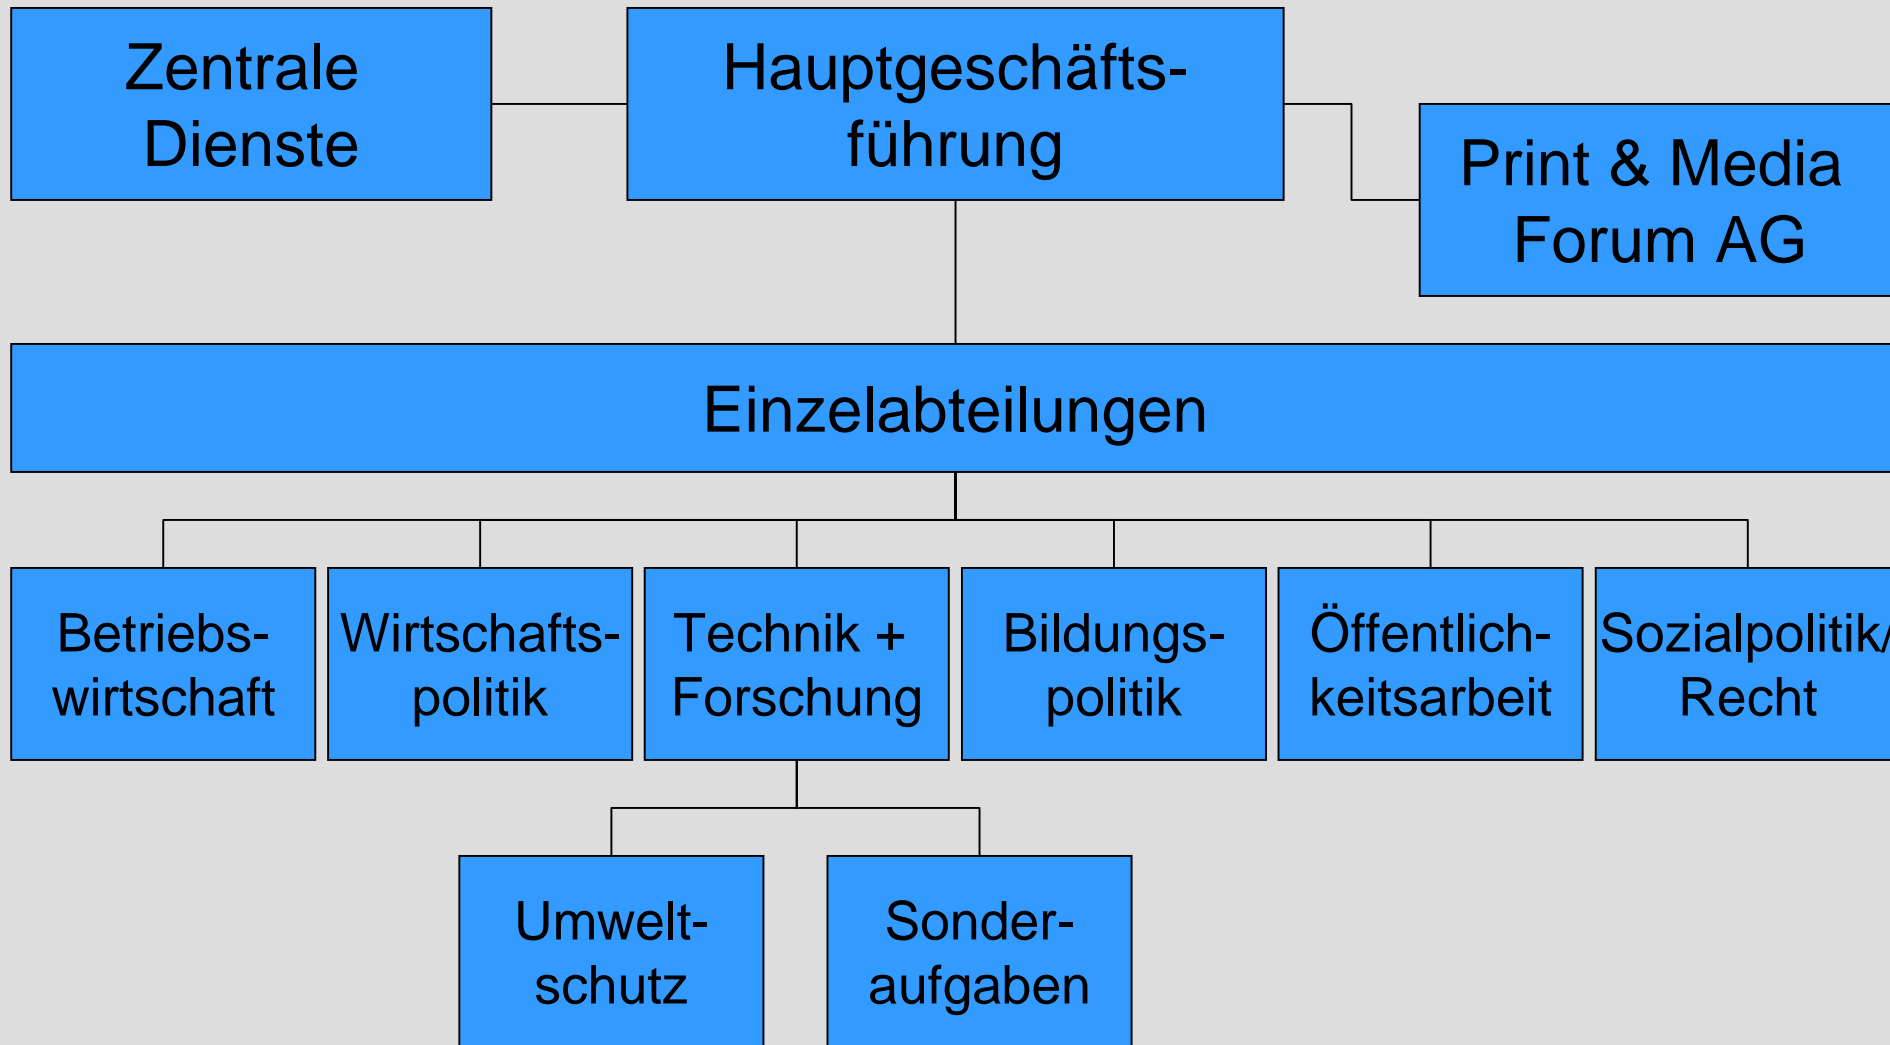 Zentrale
Dienste
Hauptgeschäfts-
führung
Print & Media
Forum AG
Einzelabteilungen
Betriebs-
wirtschaft
Wirtschafts-
politik
Technik +
Forschung
Bildungs-
politik
Öffentlich-
keitsarbeit
Sozialpolitik/
Recht
Umwelt-
schutz
Sonder-
aufgaben